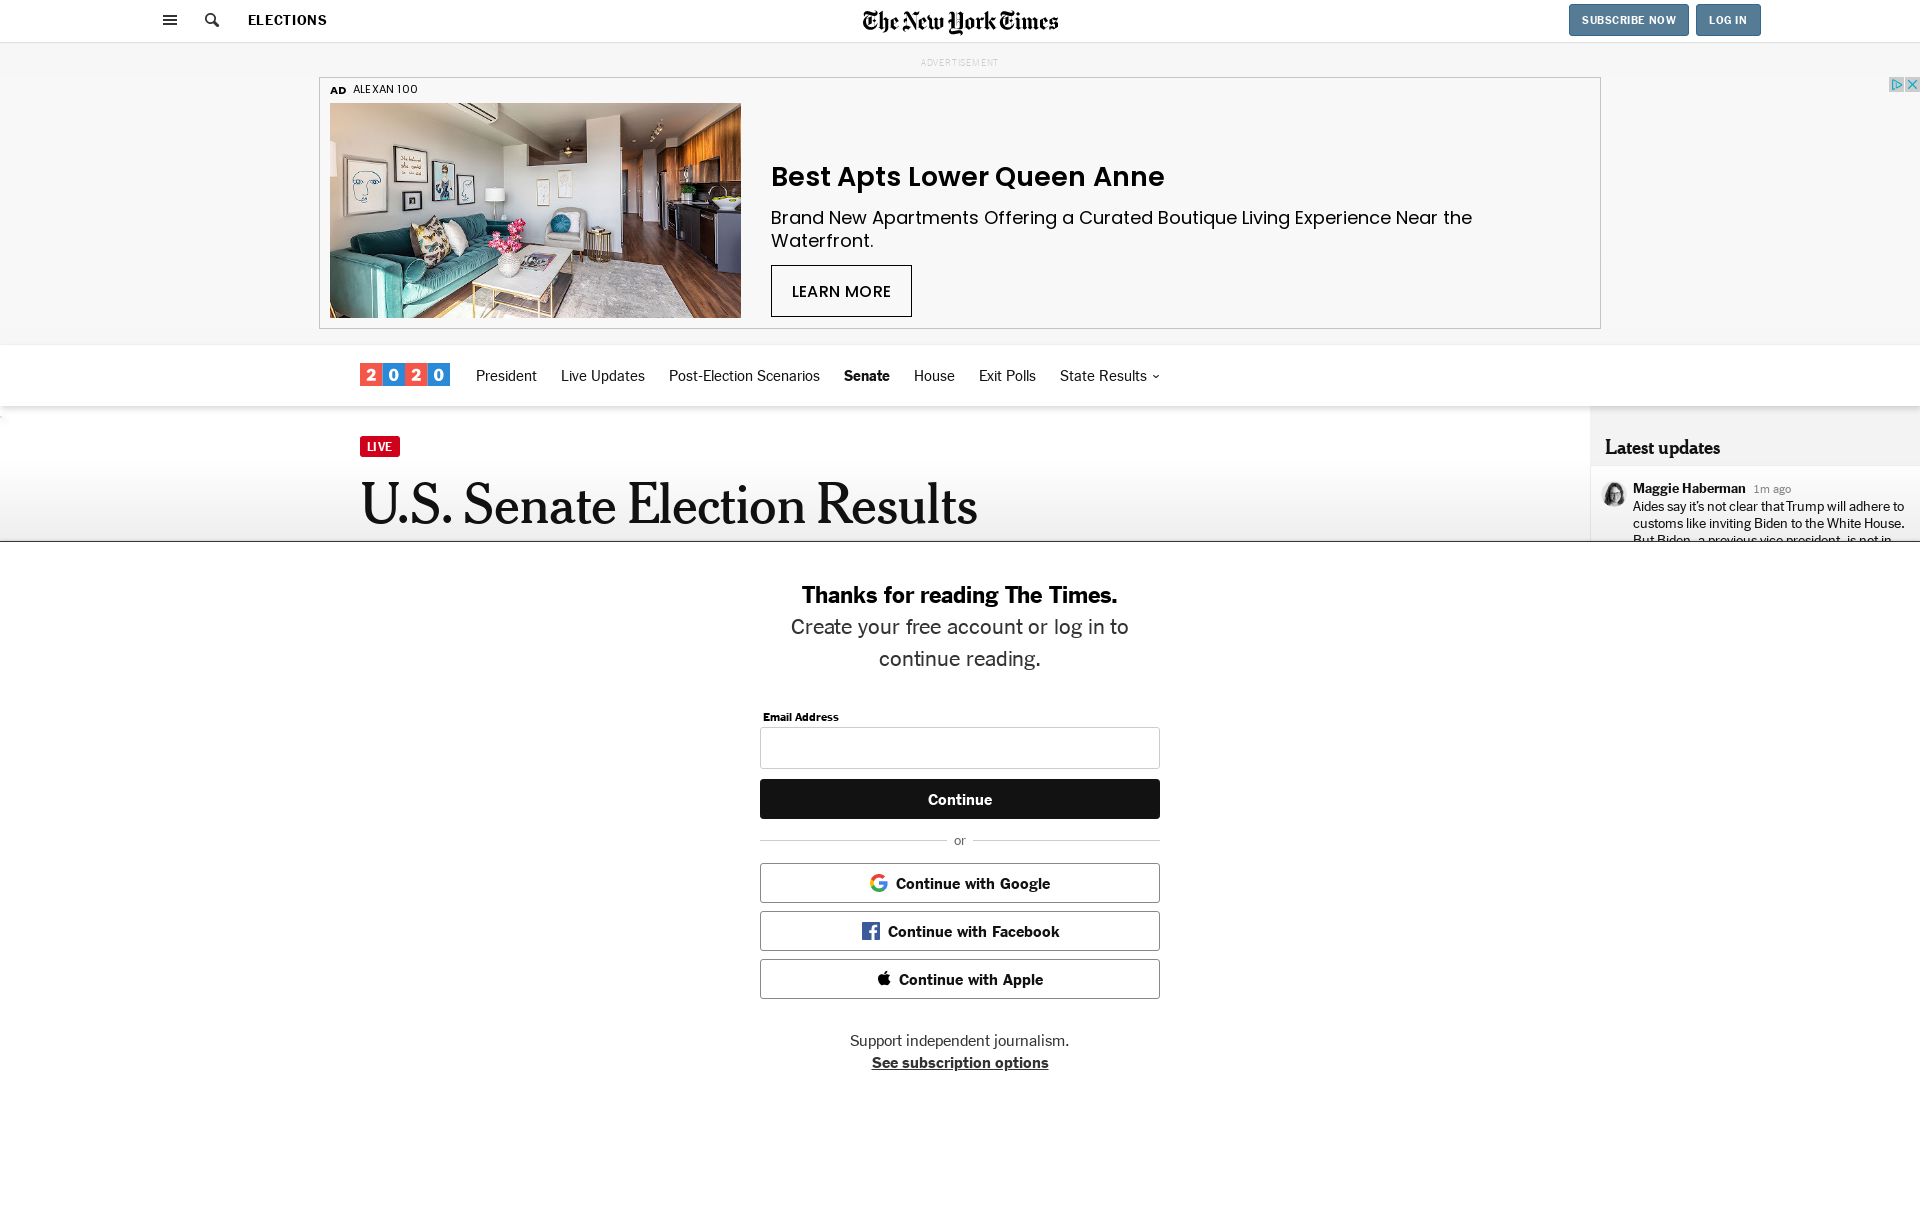 ELECTIONS
The New York Times
SUBSCRIBE NOW
LOG IN
ADVERTISEMENT
AD ALEXAN 100
Best Apts Lower Queen Anne
Brand New Apartments Offering a Curated Boutique Living Experience Near the
Waterfront.
LEARN MORE
2020
President
Live Updates
Post-Election Scenarios
Senate
House
Exit Polls
State Results
LIVE
U.S. Senate Election Results
Latest updates
Maggie Haberman 1m ago
Aides say it's not clear that Trump will adhere to
customs like inviting Biden to the White House.
But Biden, a previous vice president, is not in
Thanks for reading The Times.
Create your free account or log in to
continue reading.
Email Address
Continue
or
Continue with Google
Continue with Facebook
Continue with Apple
Support independent journalism.
See subscription options